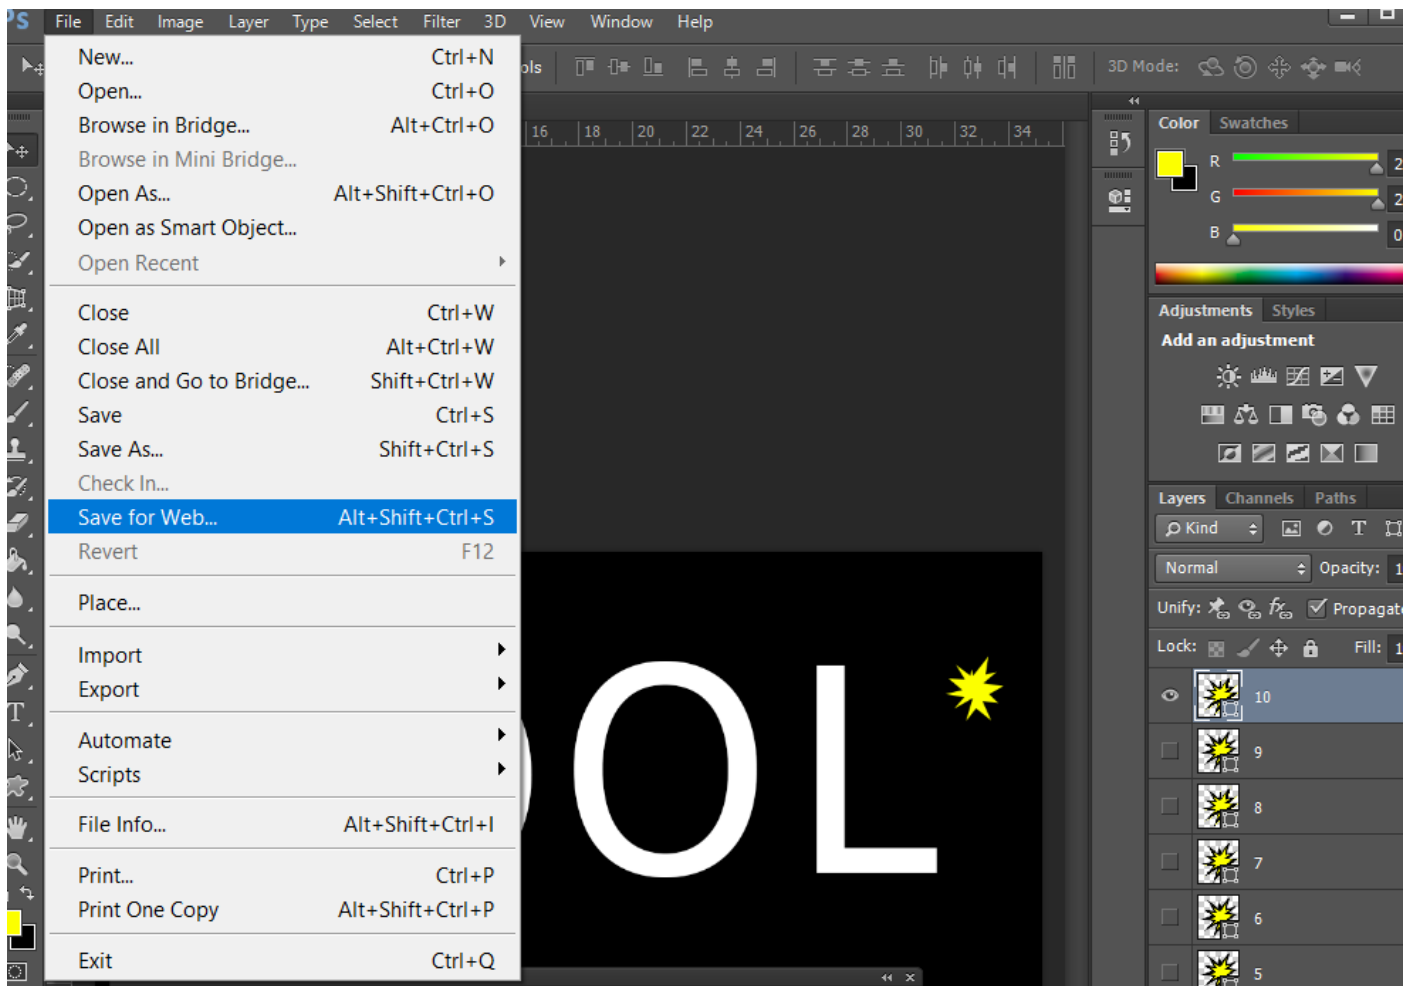 PS File Edit Image Layer Type Select Filter 3D View Window Help
New... Ctrl+N
Open... Ctrl+O
Browse in Bridge... Alt+Ctrl+O
Browse in Mini Bridge...
Open As... Alt+Shift+Ctrl+O
Open as Smart Object...
Open Recent
Close Ctrl+W
Close All Alt+Ctrl+W
Close and Go to Bridge... Shift+Ctrl+W
Save Ctrl+S
Save As... Shift+Ctrl+S
Check In...
Save for Web... Alt+Shift+Ctrl+S
Revert F12
Place...
Import
Export
Automate
Scripts
File Info... Alt+Shift+Ctrl+I
Print... Ctrl+P
Print One Copy Alt+Shift+Ctrl+P
Exit Ctrl+Q
ols
3D Mode:
16 18 20 22 24 26 28 30 32 34
OL
Color Swatches
R 2
G 2
B 0
Adjustments Styles
Add an adjustment
Layers Channels Paths
Kind T
Normal Opacity: 1
Unify: fx Propagate
Lock: Fill: 1
10
9
8
7
6
5
T